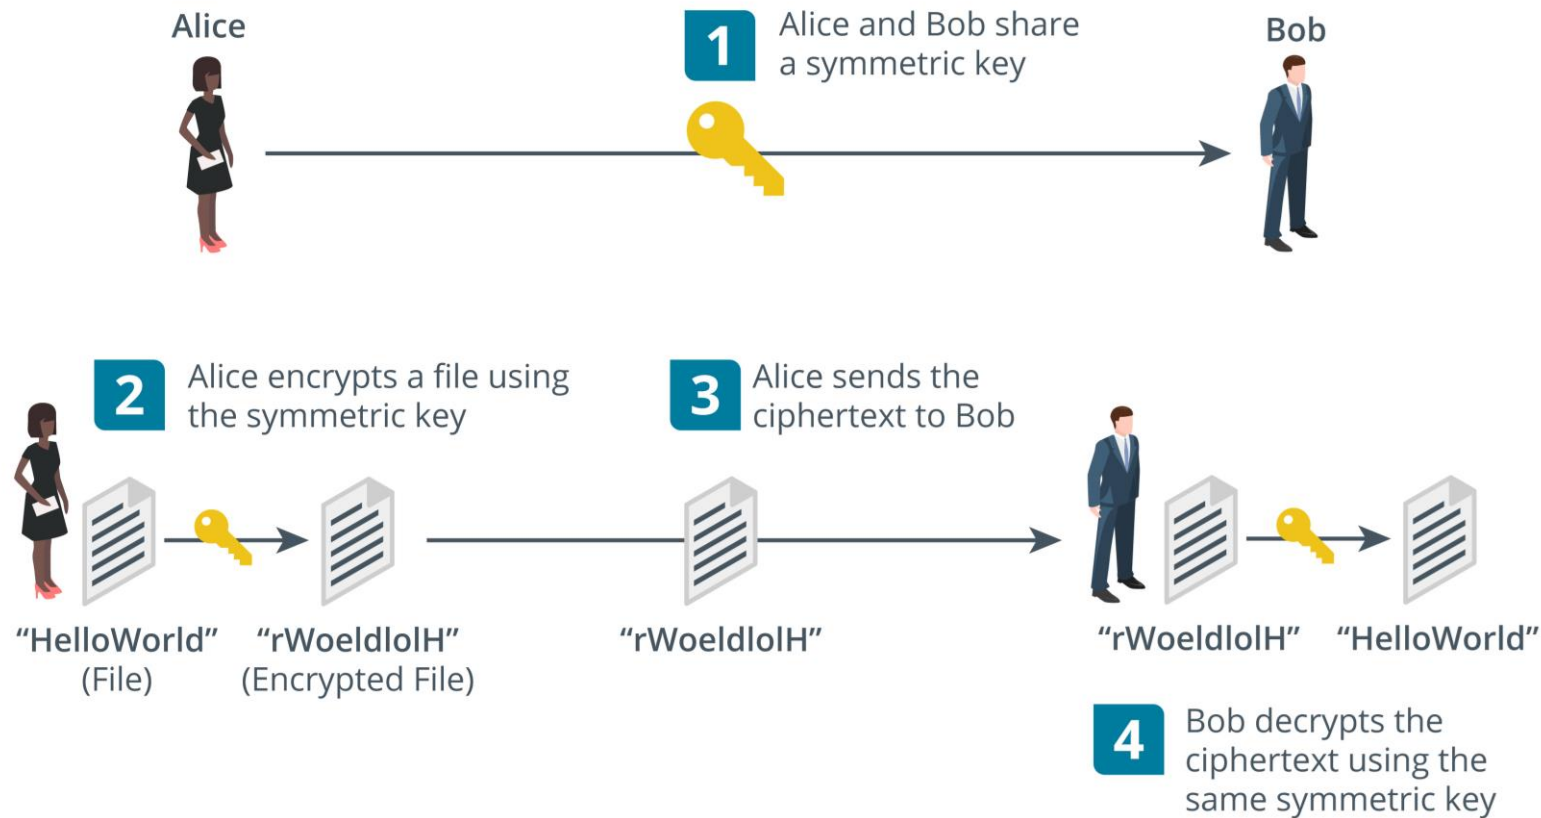 Alice
1
Alice and Bob share
a symmetric key
Bob
2
Alice encrypts a file using
the symmetric key
3
Alice sends the
ciphertext to Bob
“HelloWorld”
(File)
“rWoeldlolH”
(Encrypted File)
“rWoeldlolH”
“rWoeldlolH”
“HelloWorld”
4
Bob decrypts the
ciphertext using the
same symmetric key